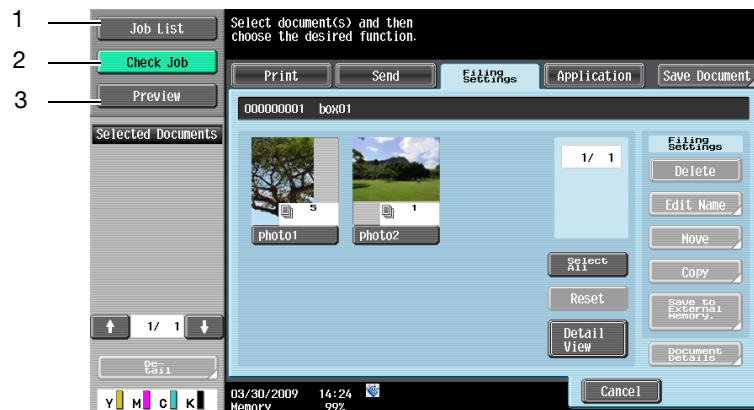 1
Job List
2
Check Job
3
Preview
Selected Documents
1/ 1
De-
tail
Y M C K
Select document(s) and then
choose the desired function.
Print
Send
Filing
Settings
Application
Save Document
000000001 box01
5
photo1
1
photo2
1/ 1
Select
All
Reset
Detail
View
Filing
Settings
Delete
Edit Name
Move
Copy
Save to
External
Memory.
Document
Details
03/30/2009 14:24
Memory 99%
Cancel